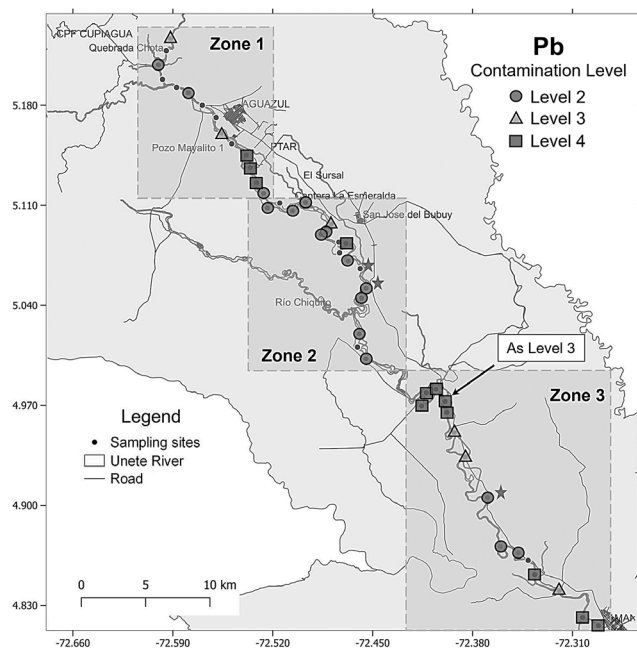 CPF CUPIAGUA
Quebrada Chota
Zone 1
Pb
Contamination Level
Level 2
Level 3
Level 4
5.180
AGUAZUL
Pozo Mayalito 1
PTAR
El Sursal
Cantera La Esmeralda
5.110
San Jose del Bubuy
5.040
Río Chiquito
As Level 3
Zone 2
4.970
Zone 3
Legend
Sampling sites
Unete River
Road
4.900
0
5
10 km
4.830
MAN
-72.660
-72.590
-72.520
-72.450
-72.380
-72.310